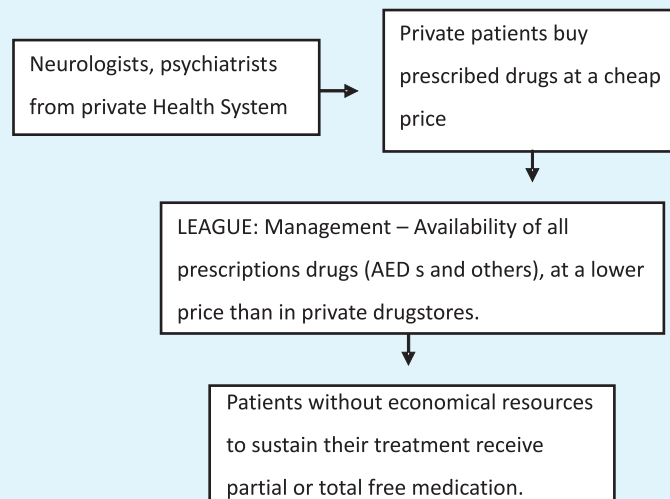 Neurologists, psychiatrists
from private Health System
Private patients buy
prescribed drugs at a cheap
price
LEAGUE: Management – Availability of all
prescriptions drugs (AED s and others), at a lower
price than in private drugstores.
Patients without economical resources
to sustain their treatment receive
partial or total free medication.